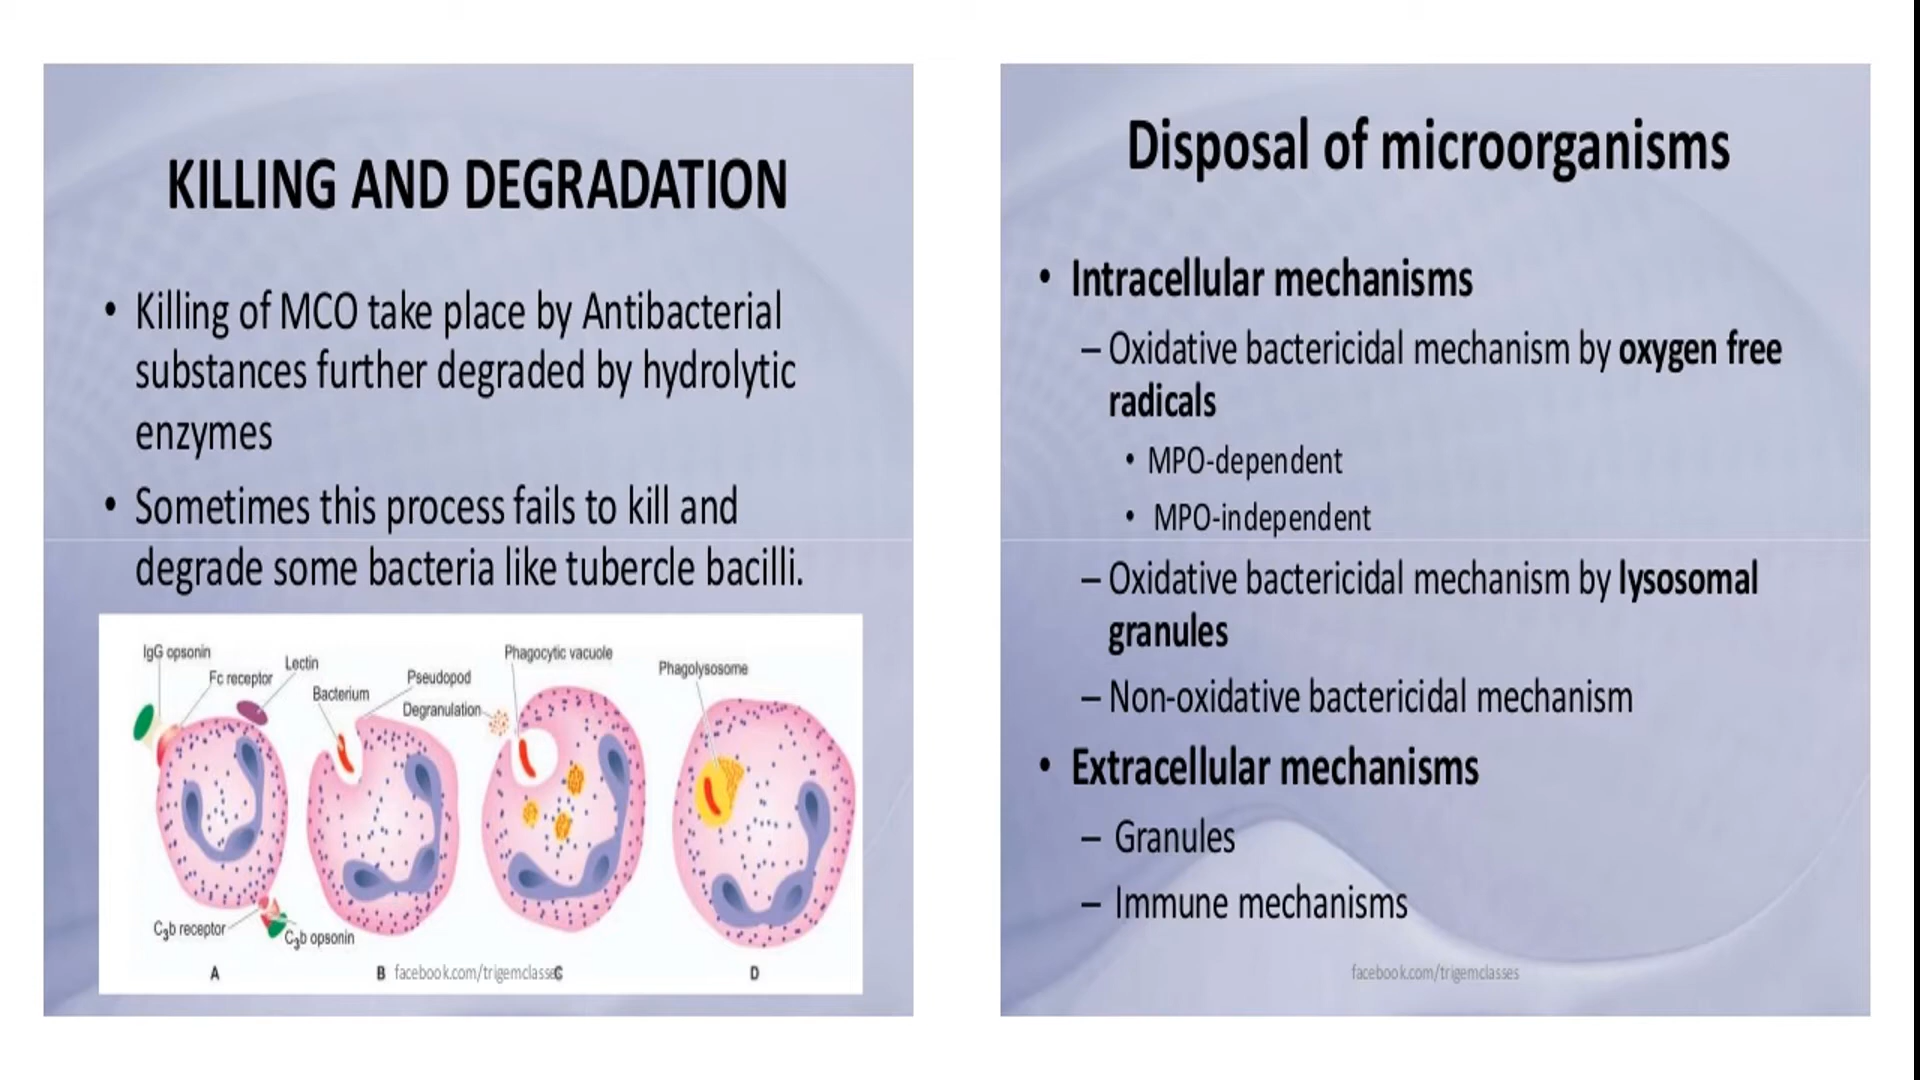 KILLING AND DEGRADATION
• Killing of MCO take place by Antibacterial
substances further degraded by hydrolytic
enzymes
• Sometimes this process fails to kill and
degrade some bacteria like tubercle bacilli.
IgG opsonin
Fc receptor
Lectin
Bacterium
Pseudopod
Degranulation
Phagocytic vacuole
Phagolysosome
C3b receptor
C3b opsonin
A
B
C
D
facebook.com/trigemclasses
Disposal of microorganisms
• Intracellular mechanisms
– Oxidative bactericidal mechanism by oxygen free
radicals
• MPO-dependent
• MPO-independent
– Oxidative bactericidal mechanism by lysosomal
granules
– Non-oxidative bactericidal mechanism
• Extracellular mechanisms
– Granules
– Immune mechanisms
facebook.com/trigemclasses